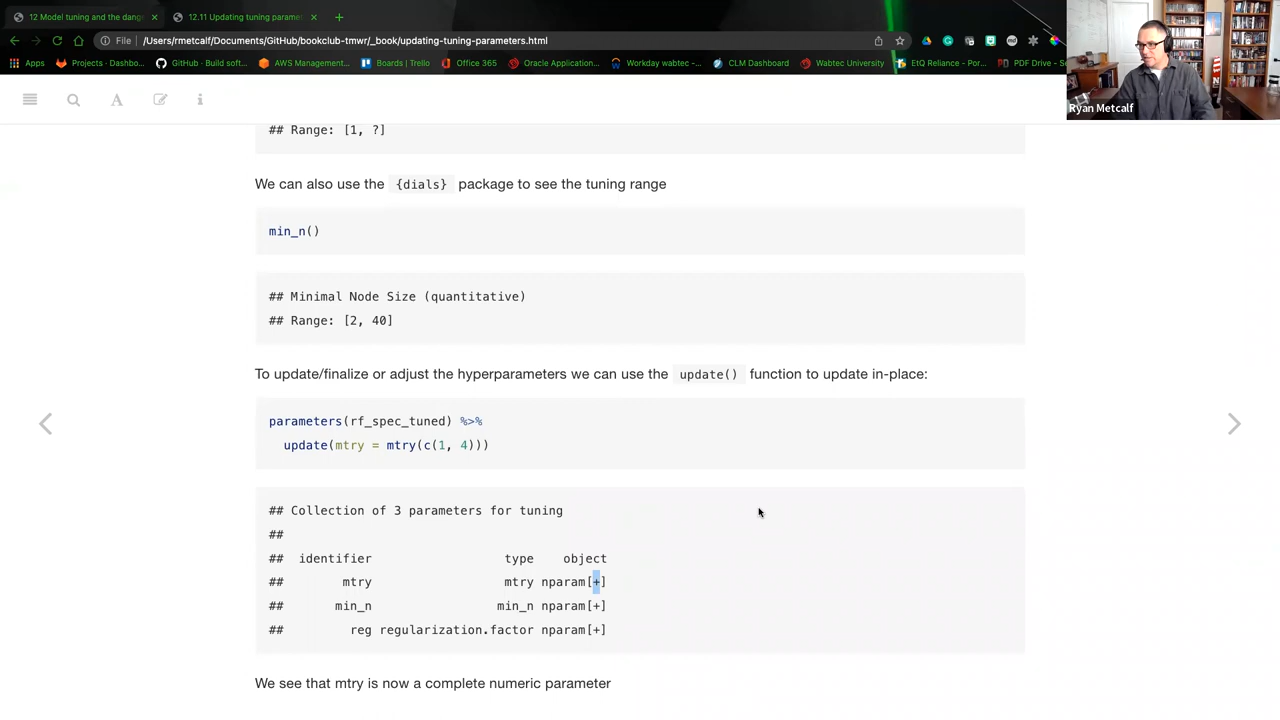 12 Model tuning and the dang
12.11 Updating tuning parame
File /Users/rmetcalf/Documents/GitHub/bookclub-tmwr/_book/updating-tuning-parameters.html
Apps Projects · Dashbo... GitHub · Build soft... AWS Management... Boards | Trello Office 365 Oracle Application... Workday wabtec -... CLM Dashboard Wabtec University EtQ Reliance - Por... PDF Drive - Se
Ryan Metcalf
## Range: [1, ?]
We can also use the {dials} package to see the tuning range
min_n()
## Minimal Node Size (quantitative)
## Range: [2, 40]
To update/finalize or adjust the hyperparameters we can use the update() function to update in-place:
parameters(rf_spec_tuned) %>%
update(mtry = mtry(c(1, 4)))
## Collection of 3 parameters for tuning
##
## identifier type object
## mtry mtry nparam[+]
## min_n min_n nparam[+]
## reg regularization.factor nparam[+]
We see that mtry is now a complete numeric parameter